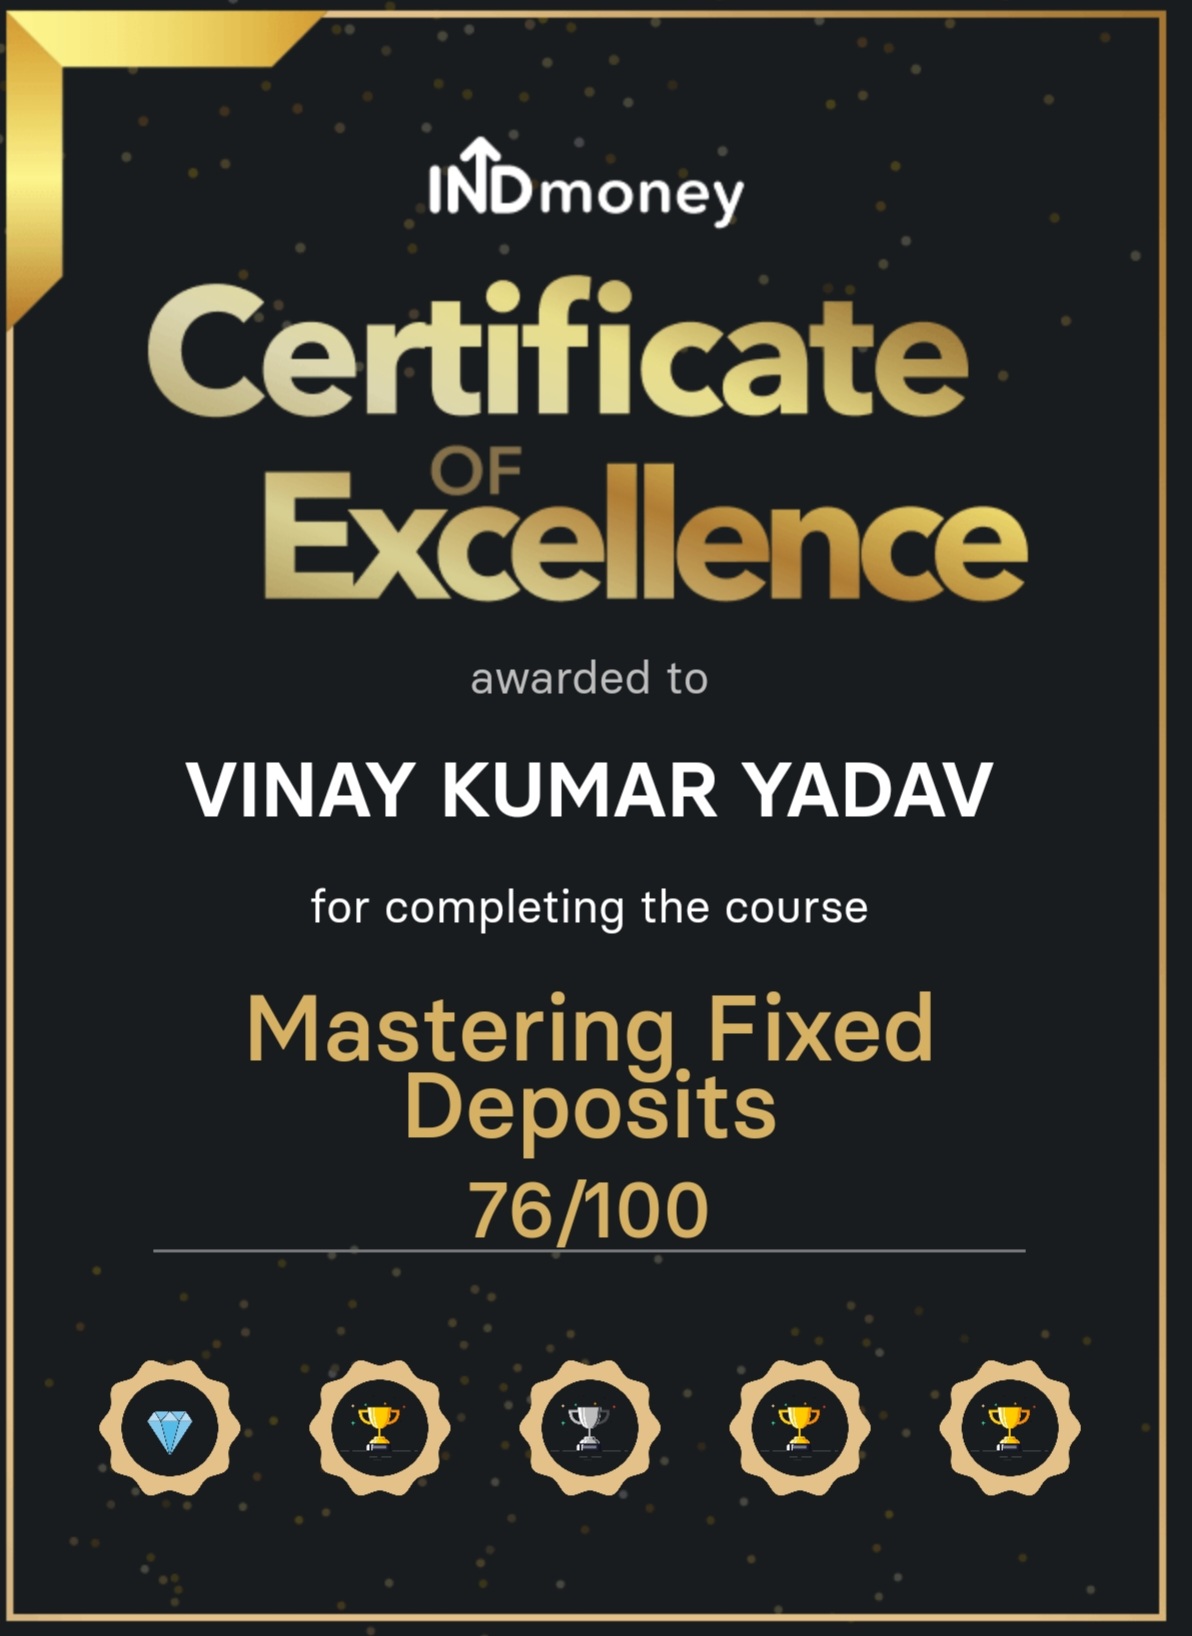 INDmoney
Certificate
OF
Excellence
awarded to
VINAY KUMAR YADAV
for completing the course
Mastering Fixed
Deposits
76/100